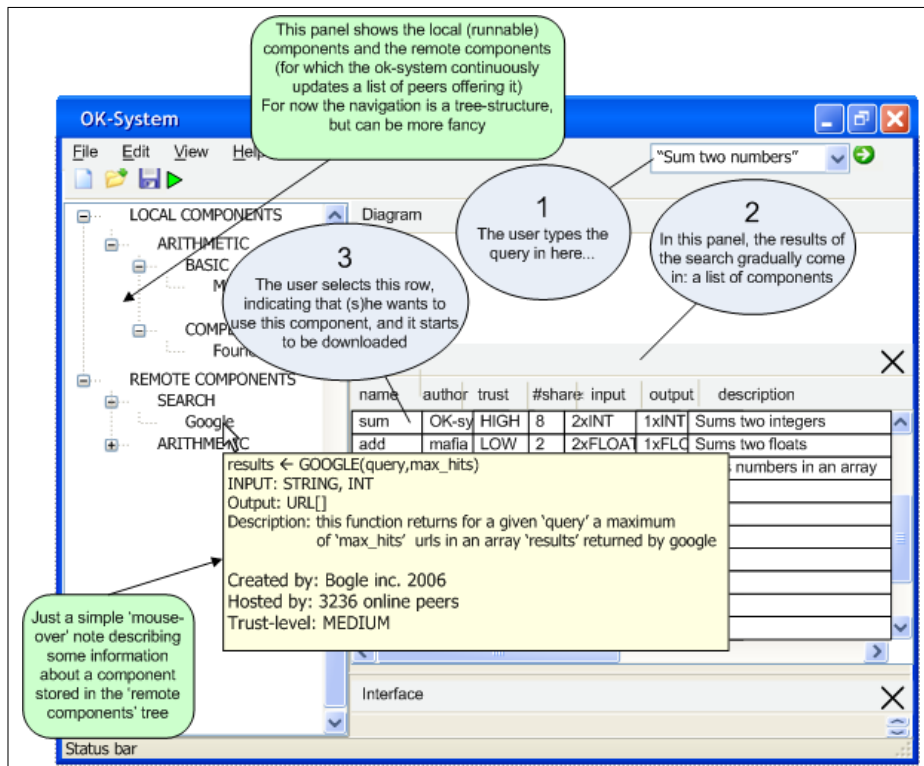 This panel shows the local (runnable)
components and the remote components
(for which the ok-system continuously
updates a list of peers offering it)
For now the navigation is a tree-structure,
but can be more fancy
OK-System
File Edit View
"Sum two numbers"
LOCAL COMPONENTS
ARITHMETIC
BASIC
REMOTE COMPONENTS
SEARCH
Google
Diagram
1
The user types the
query in here...
2
In this panel, the results of
the search gradually come
in: a list of components
3
The user selects this row,
indicating that (s)he wants to
use this component, and it starts
to be downloaded
name author trust #share input output description
sum OK-sy HIGH 8 2xINT 1xINT Sums two integers
add mafia LOW 2 2xFLOAT 1xFLC Sums two floats
numbers in an array
results ← GOOGLE(query,max_hits)
INPUT: STRING, INT
Output: URL[]
Description: this function returns for a given 'query' a maximum
of 'max_hits' urls in an array 'results' returned by google
Created by: Bogle inc. 2006
Hosted by: 3236 online peers
Trust-level: MEDIUM
Just a simple 'mouse-
over' note describing
some information
about a component
stored in the 'remote
components' tree
Interface
Status bar